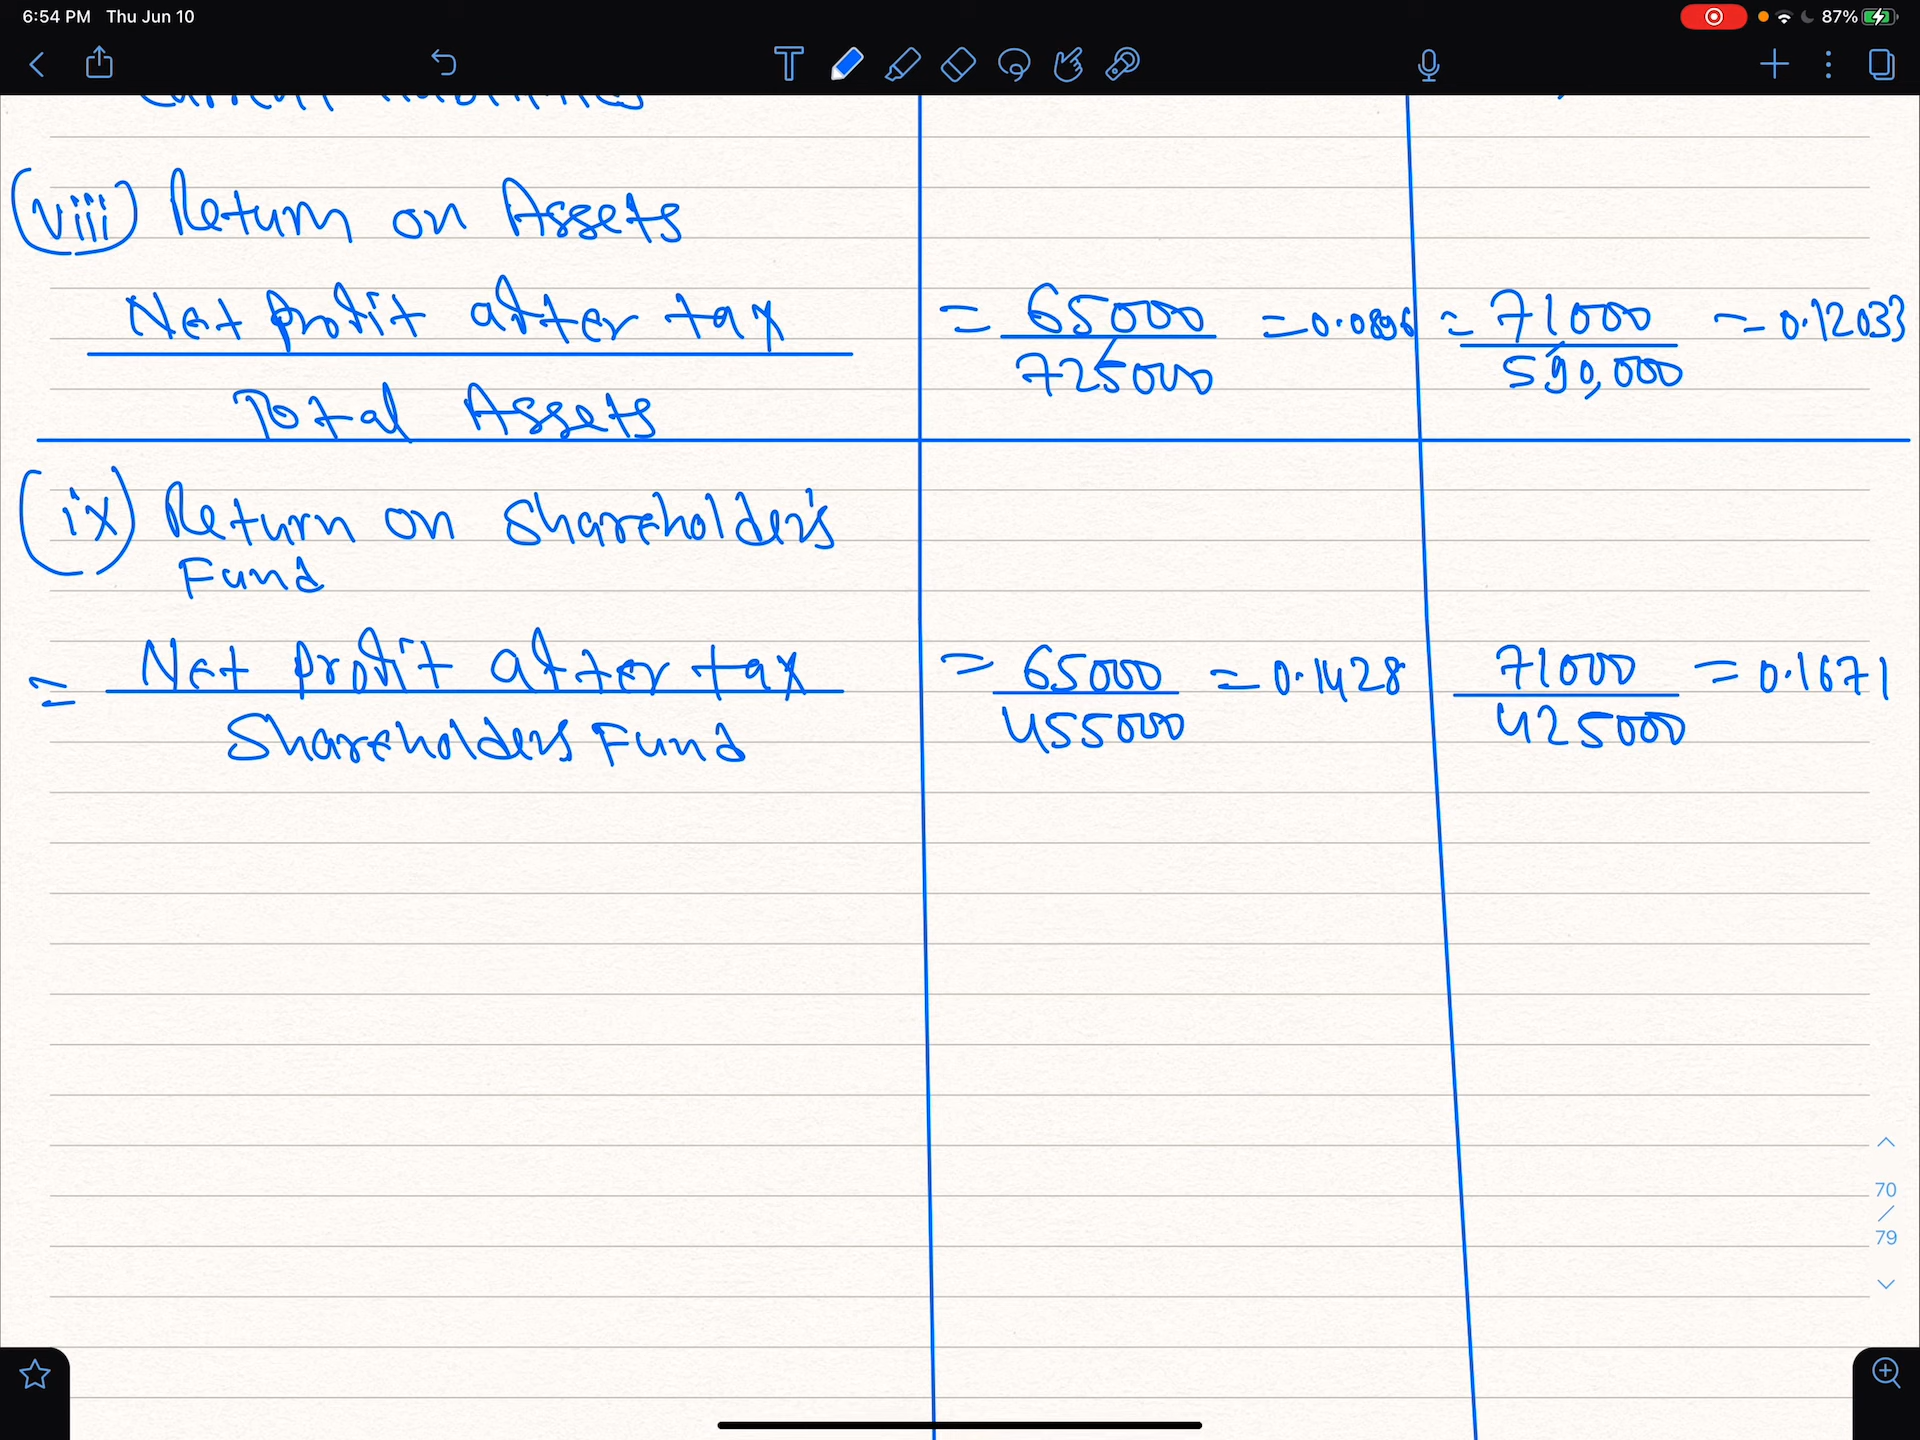 6:54 PM Thu Jun 10
87%
Current liabilities
(viii) Return on Assets
Net profit after tax = 65000 = 0.0896 = 71000 = 0.12033
Total Assets 725000 590,000
(ix) Return on Shareholder's
Fund
= Net profit after tax = 65000 = 0.1428 71000 = 0.1671
Shareholders Fund 455000 425000
70
/
79